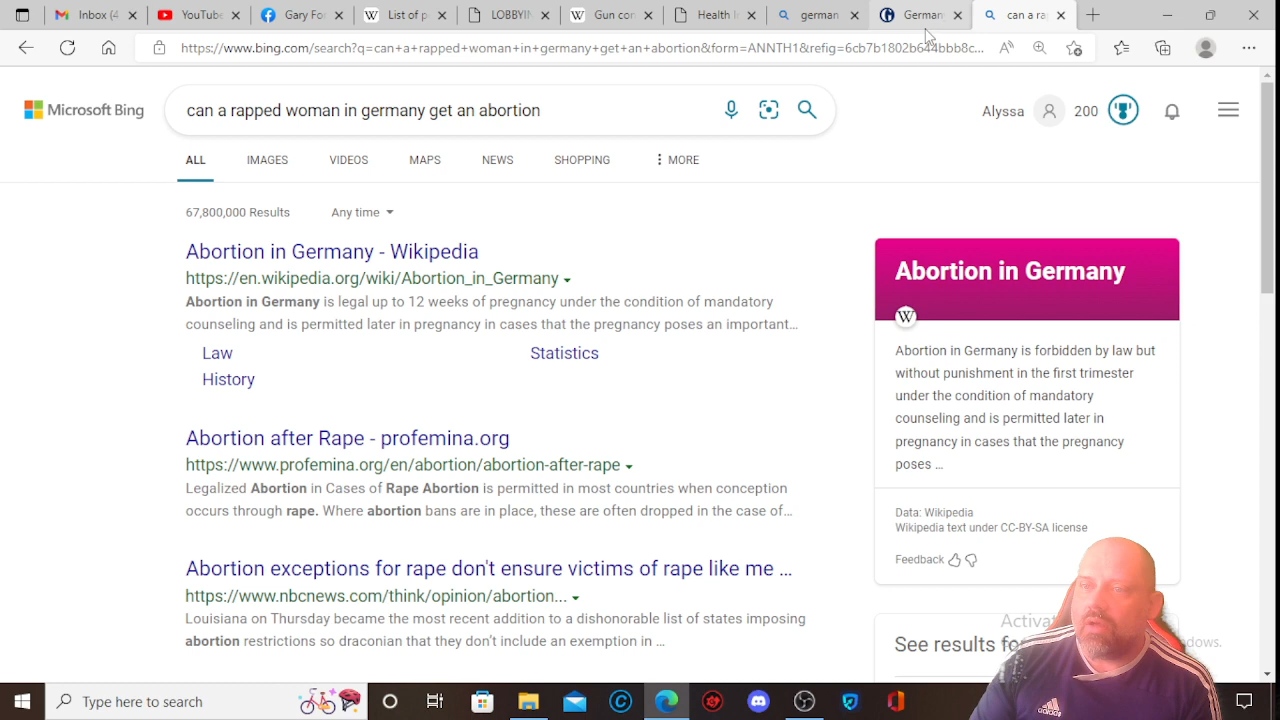 Inbox (4
YouTube
Gary Fo
List of p
LOBBYIN
Gun con
Health I
german
Germany
can a rap
https://www.bing.com/search?q=can+a+rapped+woman+in+germany+get+an+abortion&form=ANNTH1&refig=6cb7b1802b644bbb8c...
Microsoft Bing
can a rapped woman in germany get an abortion
Alyssa
200
ALL
IMAGES
VIDEOS
MAPS
NEWS
SHOPPING
MORE
67,800,000 Results
Any time
Abortion in Germany - Wikipedia
https://en.wikipedia.org/wiki/Abortion_in_Germany
Abortion in Germany is legal up to 12 weeks of pregnancy under the condition of mandatory
counseling and is permitted later in pregnancy in cases that the pregnancy poses an important...
Law
Statistics
History
Abortion after Rape - profemina.org
https://www.profemina.org/en/abortion/abortion-after-rape
Legalized Abortion in Cases of Rape Abortion is permitted in most countries when conception
occurs through rape. Where abortion bans are in place, these are often dropped in the case of...
Abortion exceptions for rape don't ensure victims of rape like me ...
https://www.nbcnews.com/think/opinion/abortion...
Louisiana on Thursday became the most recent addition to a dishonorable list of states imposing
abortion restrictions so draconian that they don't include an exemption in ...
Abortion in Germany
W
Abortion in Germany is forbidden by law but
without punishment in the first trimester
under the condition of mandatory
counseling and is permitted later in
pregnancy in cases that the pregnancy
poses ...
Data: Wikipedia
Wikipedia text under CC-BY-SA license
Feedback
Activat
See results fo
dows.
adidas
Type here to search